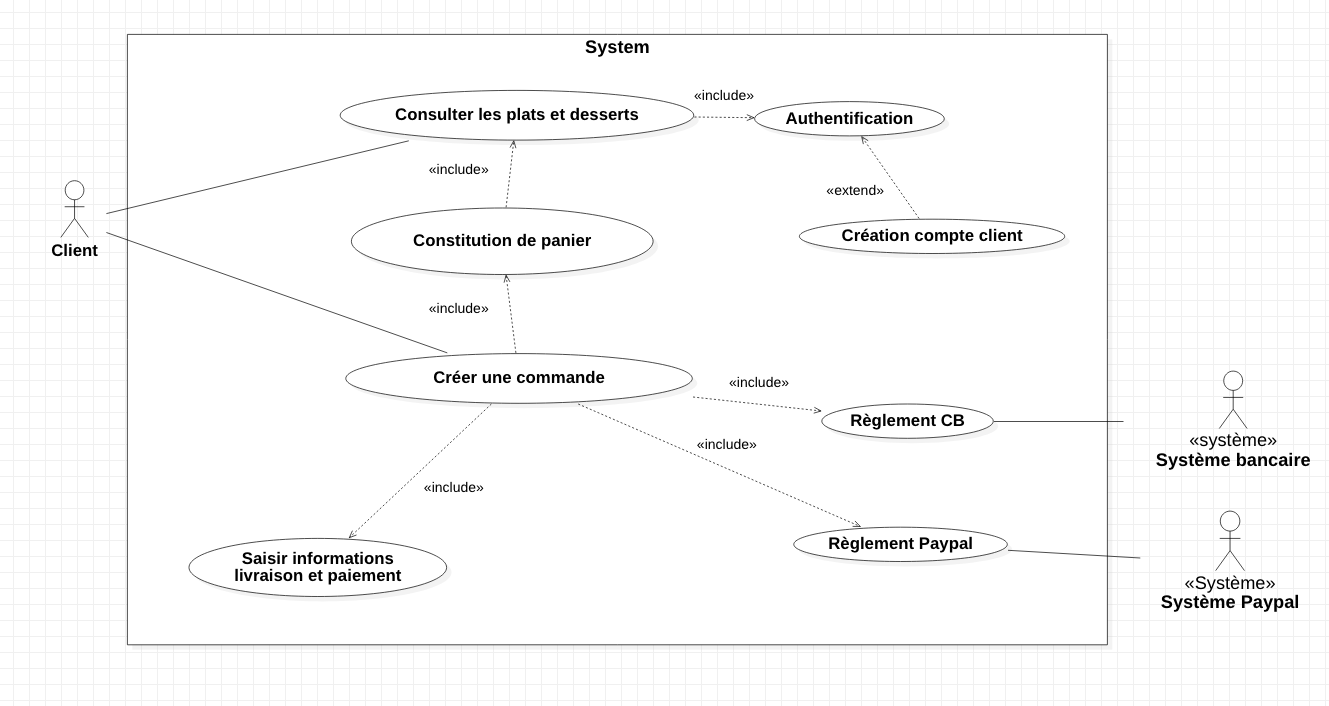 System
Consulter les plats et desserts
«include»
Authentification
«include»
«extend»
Client
Constitution de panier
Création compte client
«include»
Créer une commande
«include»
Règlement CB
«système»
Système bancaire
«include»
«include»
Règlement Paypal
Saisir informations
livraison et paiement
«Système»
Système Paypal